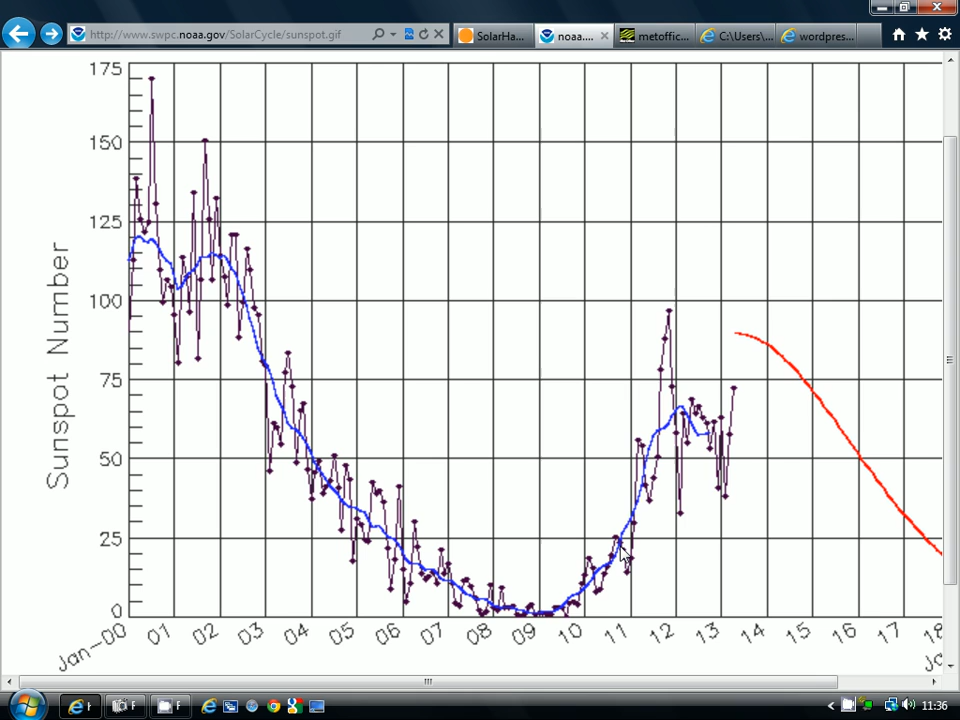 http://www.swpc.noaa.gov/SolarCycle/sunspot.gif
SolarHa...
noaa....
metoffic...
C:\Users\...
wordpres...
175
150
125
100
75
50
25
0
Sunspot Number
Jan-00 01 02 03 04 05 06 07 08 09 10 11 12 13 14 15 16 17 18
11:36